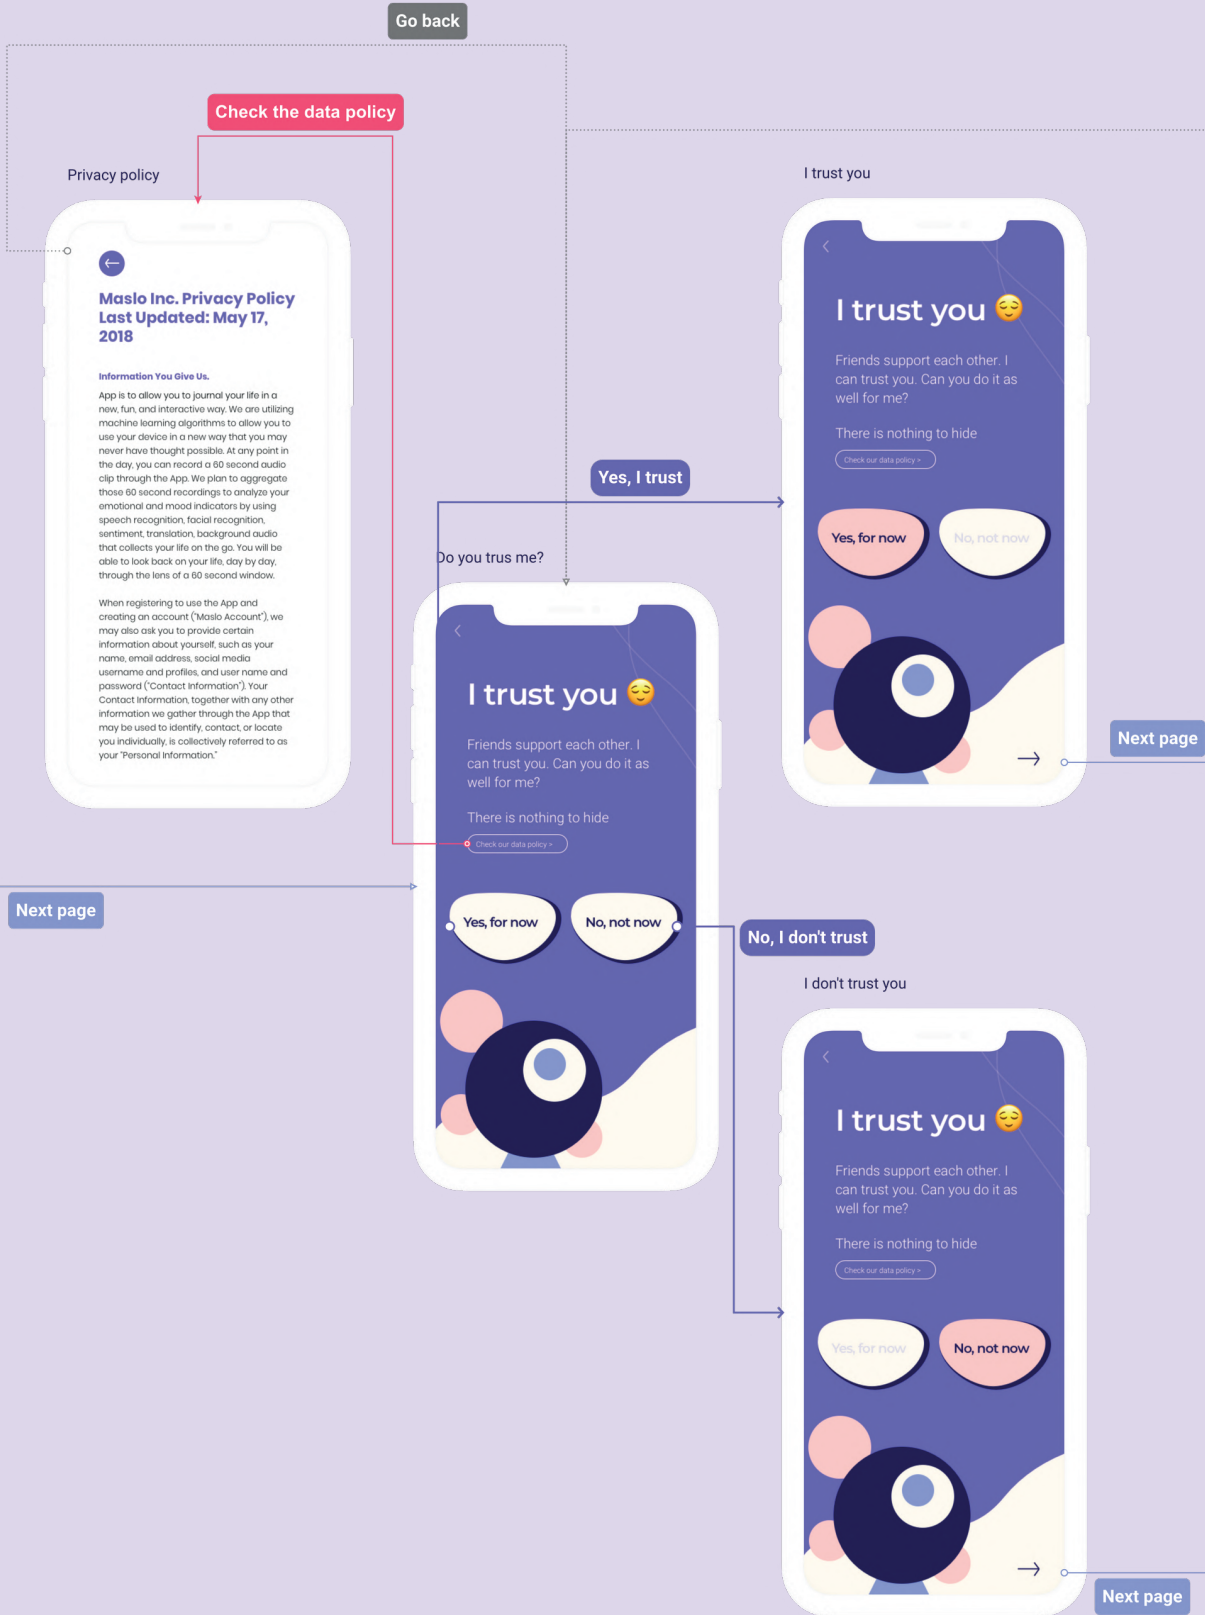 Go back
Check the data policy
Privacy policy
Maslo Inc. Privacy Policy
Last Updated: May 17,
2018
Information You Give Us.
App is to allow you to journal your life in a
new, fun, and interactive way. We are utilizing
machine learning algorithms to allow you to
use your device in a new way that you may
never have thought possible. At any point in
the day, you can record a 60 second audio
clip through the App. We plan to aggregate
those 60 second recordings to analyze your
emotional and mood indicators by using
speech recognition, facial recognition,
sentiment, translation, background audio
that collects your life on the go. You will be
able to look back on your life, day by day,
through the lens of a 60 second window.
When registering to use the App and
creating an account ("Maslo Account"), we
may also ask you to provide certain
information about yourself, such as your
name, email address, social media
username and profiles, and user name and
password ("Contact Information"). Your
Contact Information, together with any other
information we gather through the App that
may be used to identify, contact, or locate
you individually, is collectively referred to as
your "Personal Information."
Next page
Do you trus me?
I trust you 😌
Friends support each other. I
can trust you. Can you do it as
well for me?
There is nothing to hide
Check our data policy »
Yes, for now
No, not now
Yes, I trust
I trust you
I trust you 😌
Friends support each other. I
can trust you. Can you do it as
well for me?
There is nothing to hide
Check our data policy »
Yes, for now
No, not now
Next page
No, I don't trust
I don't trust you
I trust you 😌
Friends support each other. I
can trust you. Can you do it as
well for me?
There is nothing to hide
Check our data policy »
Yes, for now
No, not now
Next page